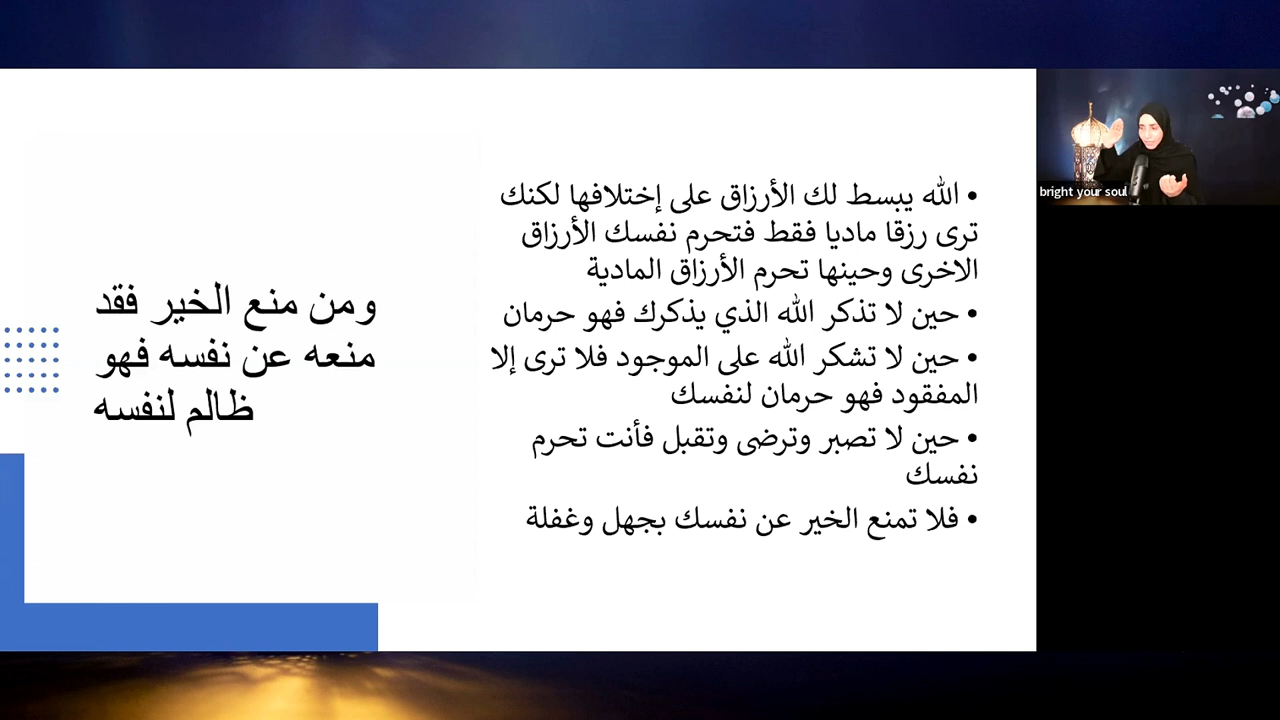 ومن منع الخير فقد
منعه عن نفسه فهو
ظالم لنفسه
• الله يبسط لك الأرزاق على إختلافها لكنك
ترى رزقا ماديا فقط فتحرم نفسك الأرزاق
الاخرى وحينها تحرم الأرزاق المادية
• حين لا تذكر الله الذي يذكرك فهو حرمان
• حين لا تشكر الله على الموجود فلا ترى إلا
المفقود فهو حرمان لنفسك
• حين لا تصبر وترضى وتقبل فأنت تحرم
نفسك
• فلا تمنع الخير عن نفسك بجهل وغفلة
bright your soul